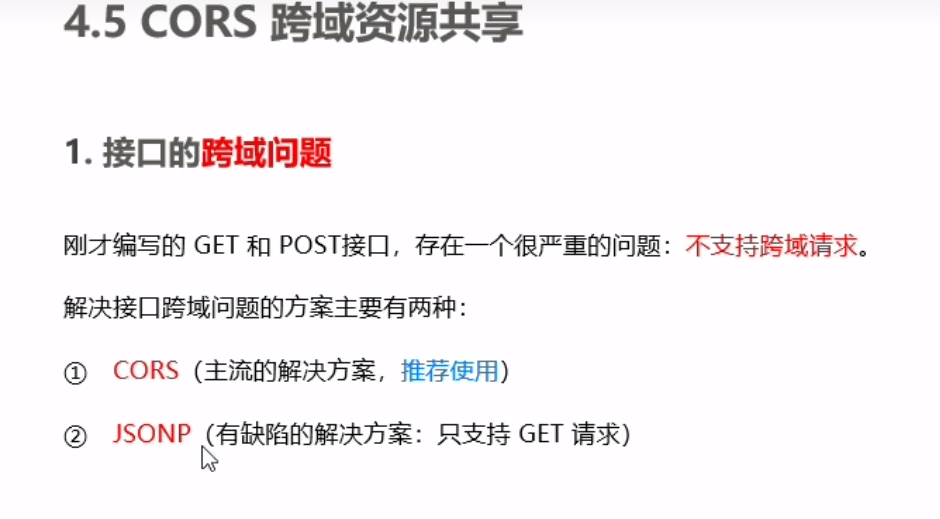 4.5 CORS 跨域资源共享
1. 接口的跨域问题
刚才编写的 GET 和 POST接口，存在一个很严重的问题：不支持跨域请求。
解决接口跨域问题的方案主要有两种：
① CORS（主流的解决方案，推荐使用）
② JSONP（有缺陷的解决方案：只支持 GET 请求）